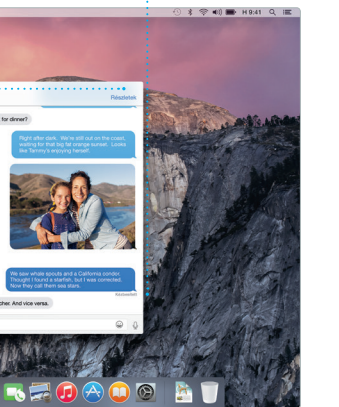 H 9:41
Részletek
for dinner?
Right after dark. We're still out on the coast,
waiting for that big fat orange sunset. Looks
like Tammy's enjoying herself.
We saw whale spouts and a California condor.
Thought I found a starfish, but I was corrected.
Now they call them sea stars.
Kézbesített
cher. And vice versa.